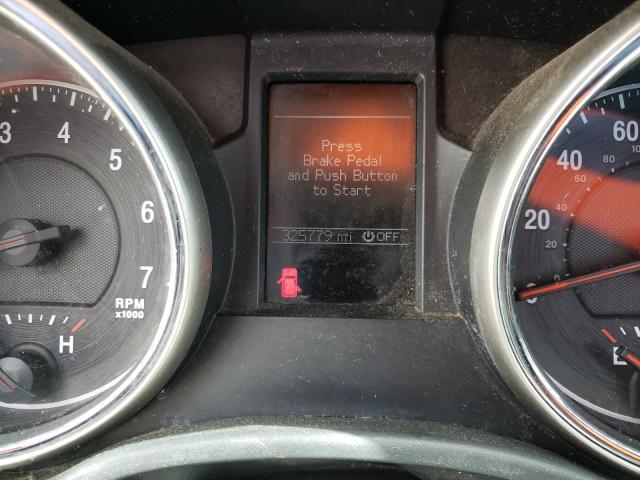 Press
Brake Pedal
and Push Button
to Start
325779 mi OFF
3 4 5 6 7
RPM
x1000
H
0 20 40 60
20 40 60 80
E